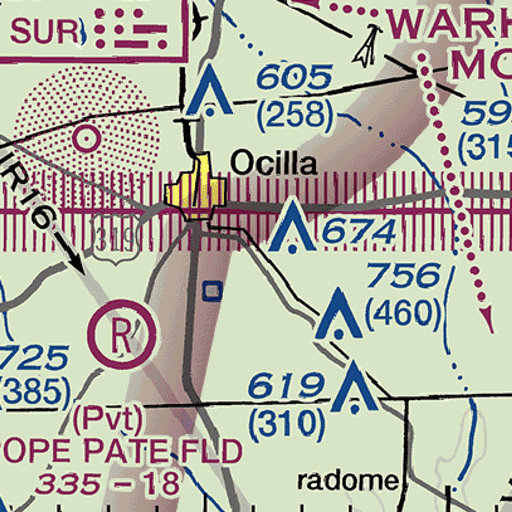 SUR)
WARH
MO
605
(258)
59
(315
Ocilla
IR16
319
674
756
(460)
R
725
(385)
619
(310)
(Pvt)
OPE PATE FLD
335 - 18
radome